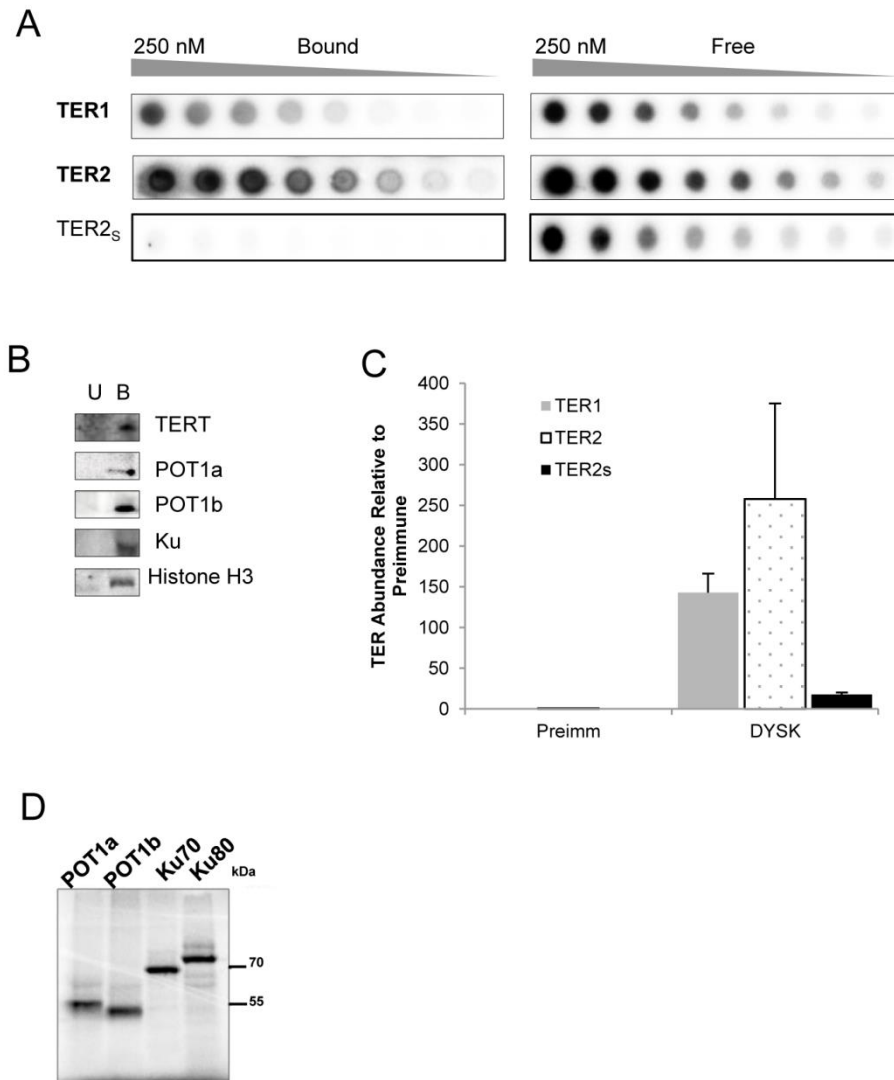 A
250 nM Bound
250 nM Free
TER1
TER2
TER2S
B
U B
TERT
POT1a
POT1b
Ku
Histone H3
C
TER Abundance Relative to
Preimmune
400
350
300
250
200
150
100
50
0
TER1
TER2
TER2s
Preimm DYSK
D
POT1a POT1b Ku70 Ku80 kDa
70
55